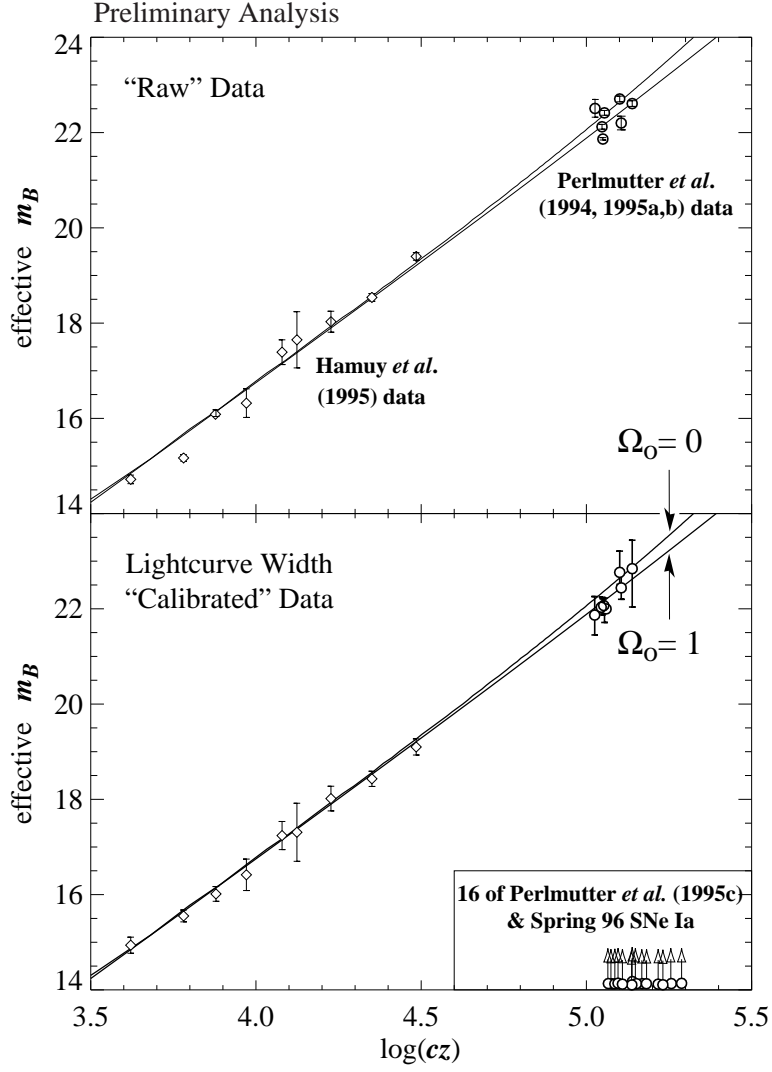 Preliminary Analysis
24
22
20
18
16
14
effective m_B
“Raw” Data
Perlmutter et al.
(1994, 1995a,b) data
Hamuy et al.
(1995) data
Ω_o= 0
Lightcurve Width
“Calibrated” Data
Ω_o= 1
22
20
18
16
14
effective m_B
16 of Perlmutter et al. (1995c)
& Spring 96 SNe Ia
3.5 4.0 4.5 5.0 5.5
log(cz)